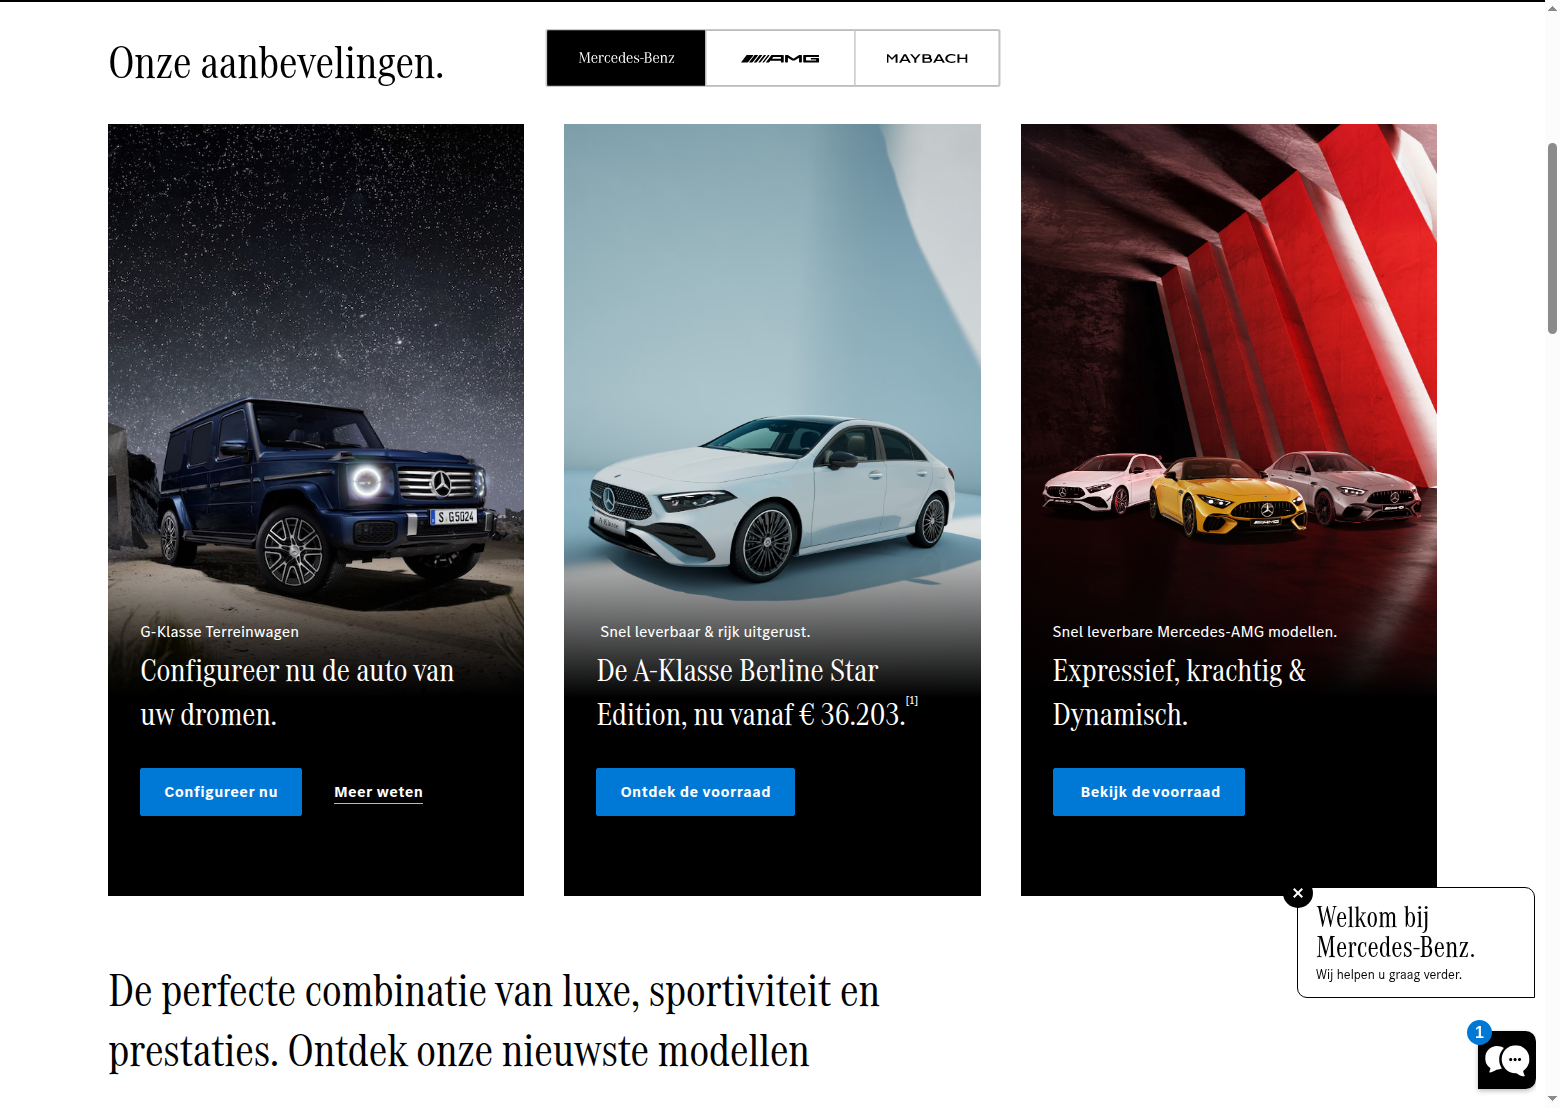 Onze aanbevelingen.
Mercedes-Benz
AMG
MAYBACH
S G5024
G-Klasse Terreinwagen
Configureer nu de auto van
uw dromen.
Configureer nu
Meer weten
A-Klasse
Snel leverbaar & rijk uitgerust.
De A-Klasse Berline Star
Edition, nu vanaf € 36.203.[1]
Ontdek de voorraad
AMG
Snel leverbare Mercedes-AMG modellen.
Expressief, krachtig &
Dynamisch.
Bekijk de voorraad
Welkom bij
Mercedes-Benz.
Wij helpen u graag verder.
1
De perfecte combinatie van luxe, sportiviteit en
prestaties. Ontdek onze nieuwste modellen